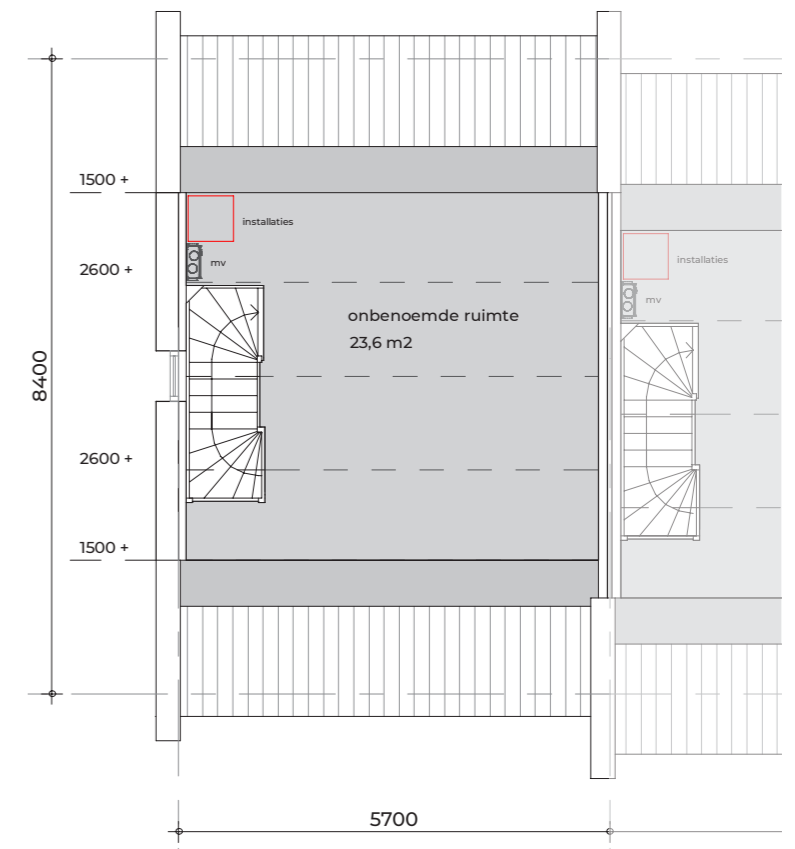 1500 +
installaties
2600 +
mv
onbenoemde ruimte
23,6 m2
8400
2600 +
1500 +
5700
installaties
mv